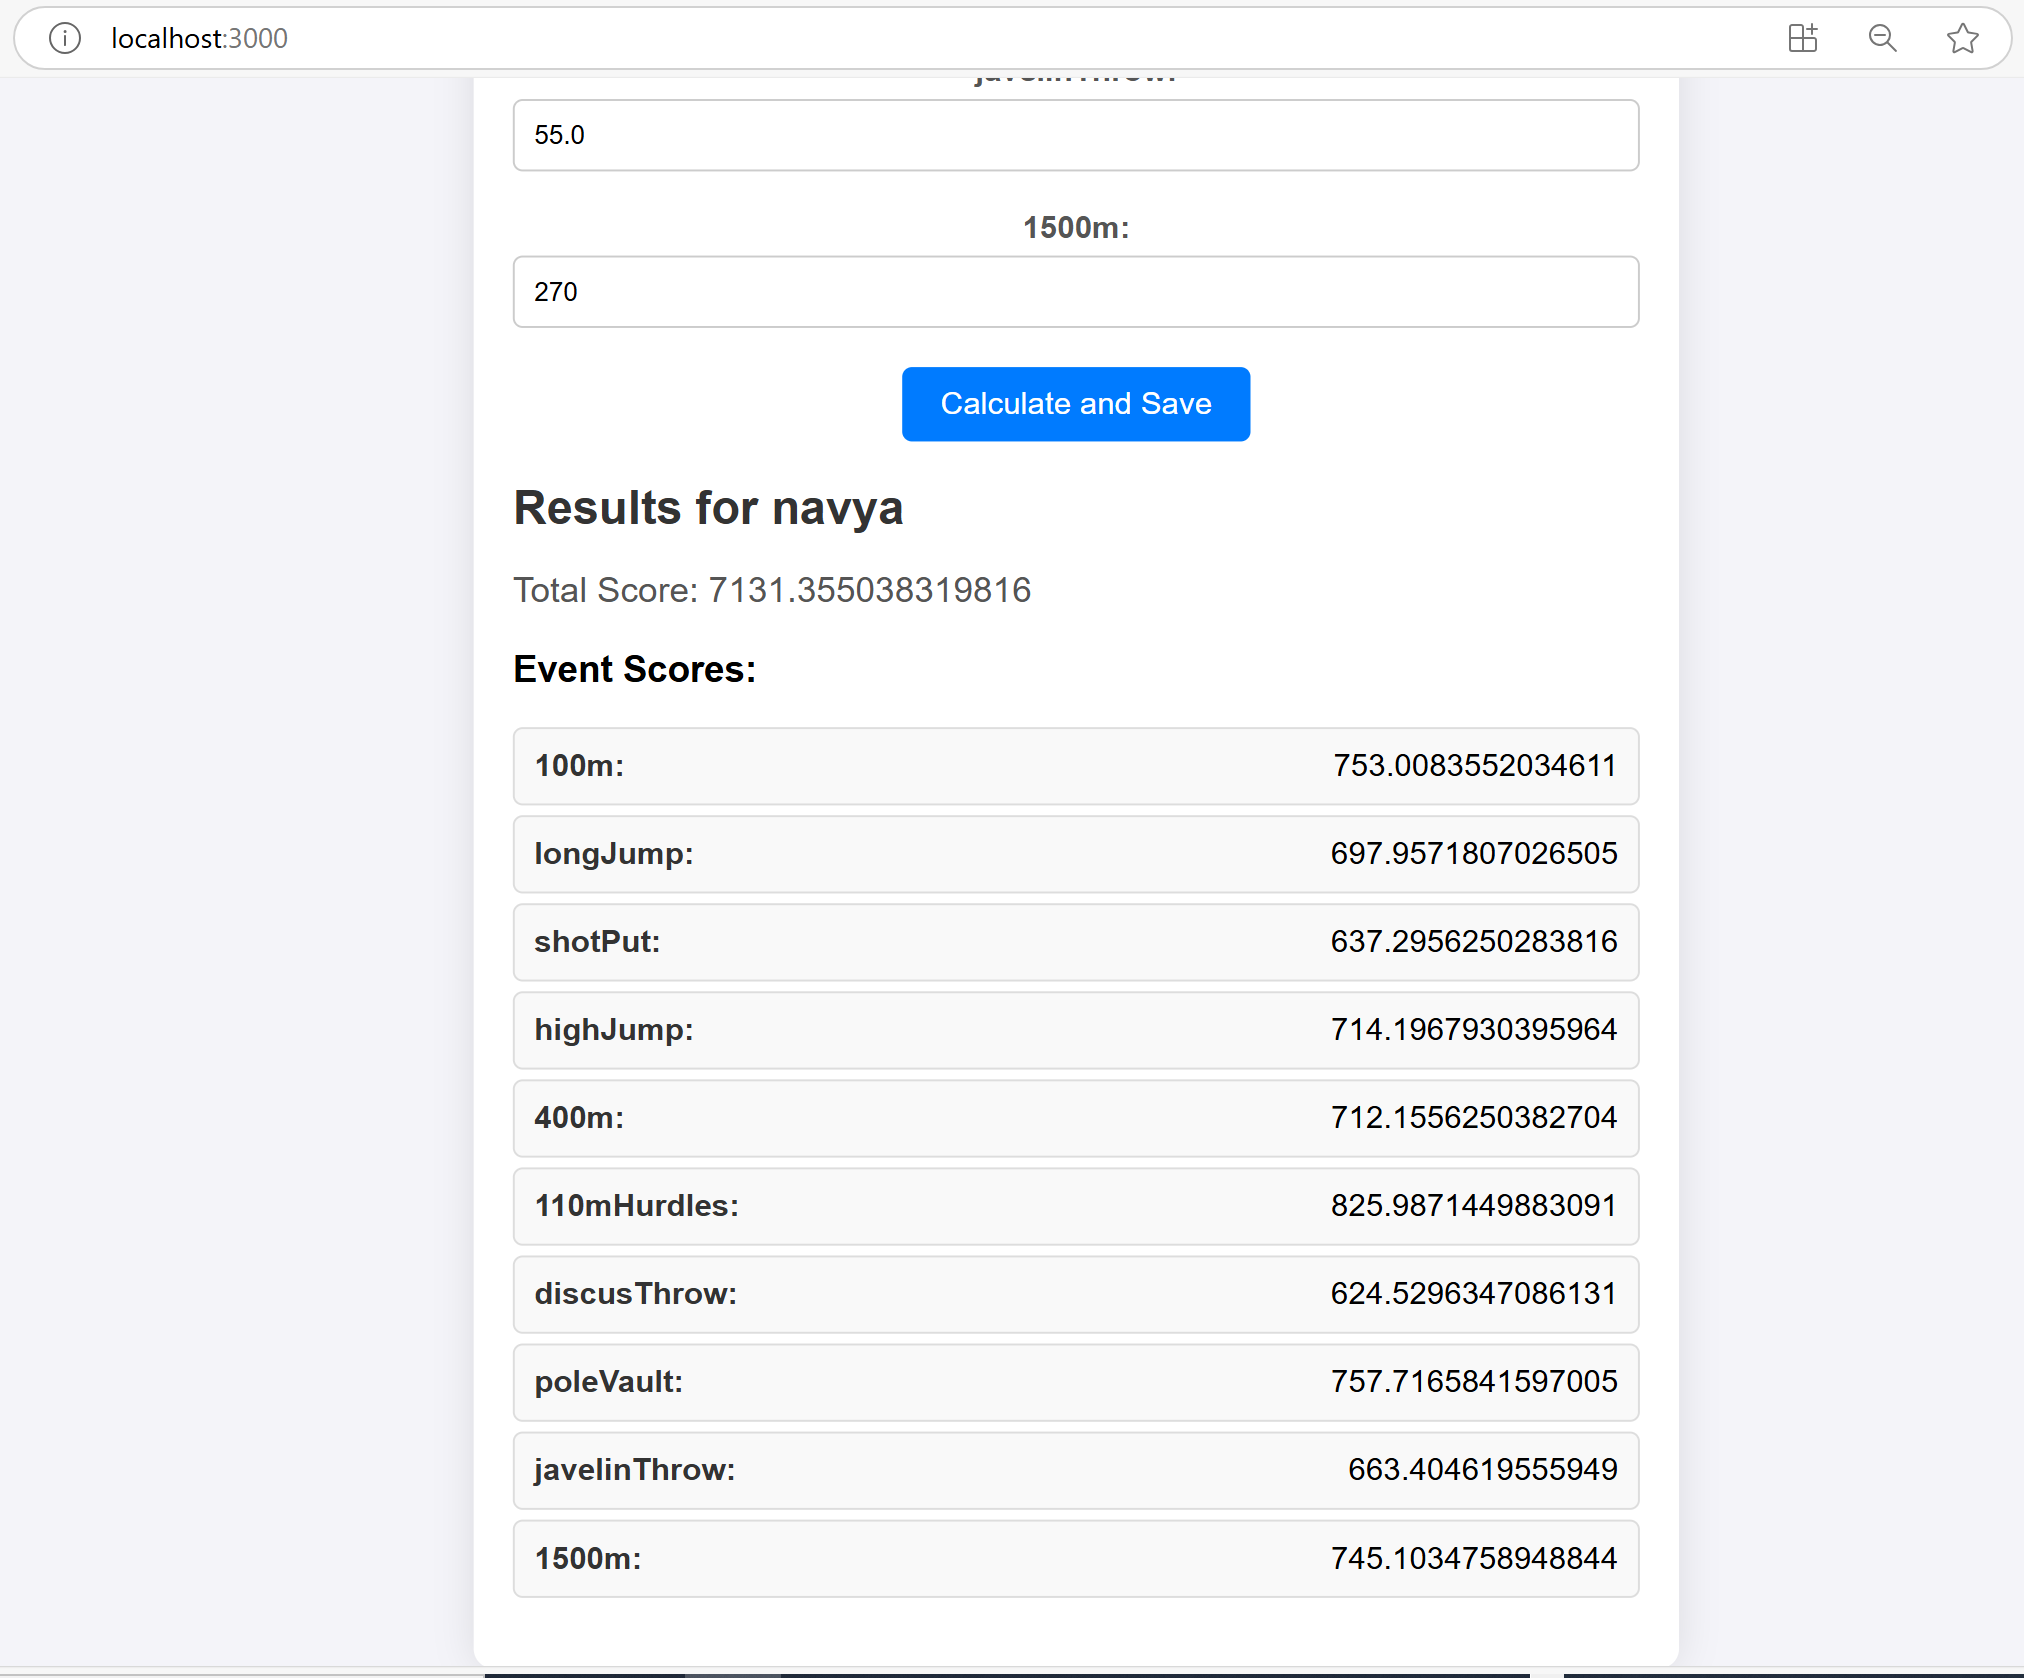 localhost:3000
javelinThrow:
55.0
1500m:
270
Calculate and Save
Results for navya
Total Score: 7131.355038319816
Event Scores:
100m: 753.0083552034611
longJump: 697.9571807026505
shotPut: 637.2956250283816
highJump: 714.1967930395964
400m: 712.1556250382704
110mHurdles: 825.9871449883091
discusThrow: 624.5296347086131
poleVault: 757.7165841597005
javelinThrow: 663.404619555949
1500m: 745.1034758948844